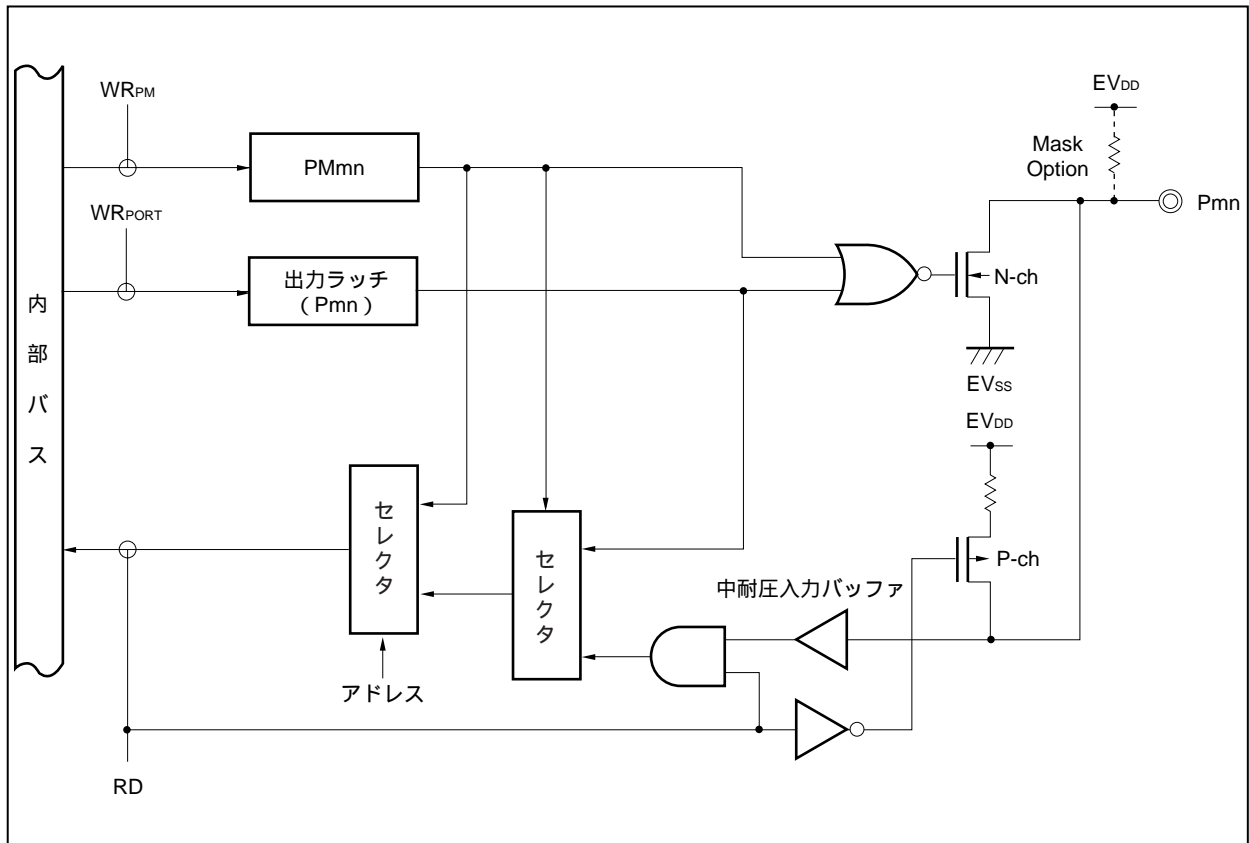 WRPM
EVDD
PMmn
Mask
Option
Pmn
WRPORT
出力ラッチ
（Pmn）
N-ch
内部バス
EVSS
EVDD
セレクタ
セレクタ
P-ch
中耐圧入力バッファ
アドレス
RD